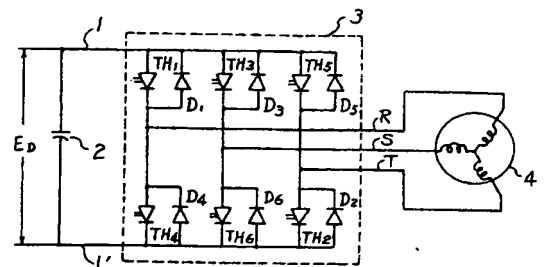 1
3
TH1 TH3 TH5
D1 D3 D5
R
ED 2 S 4
T
D4 D6 D2
TH4 TH6 TH2
1'